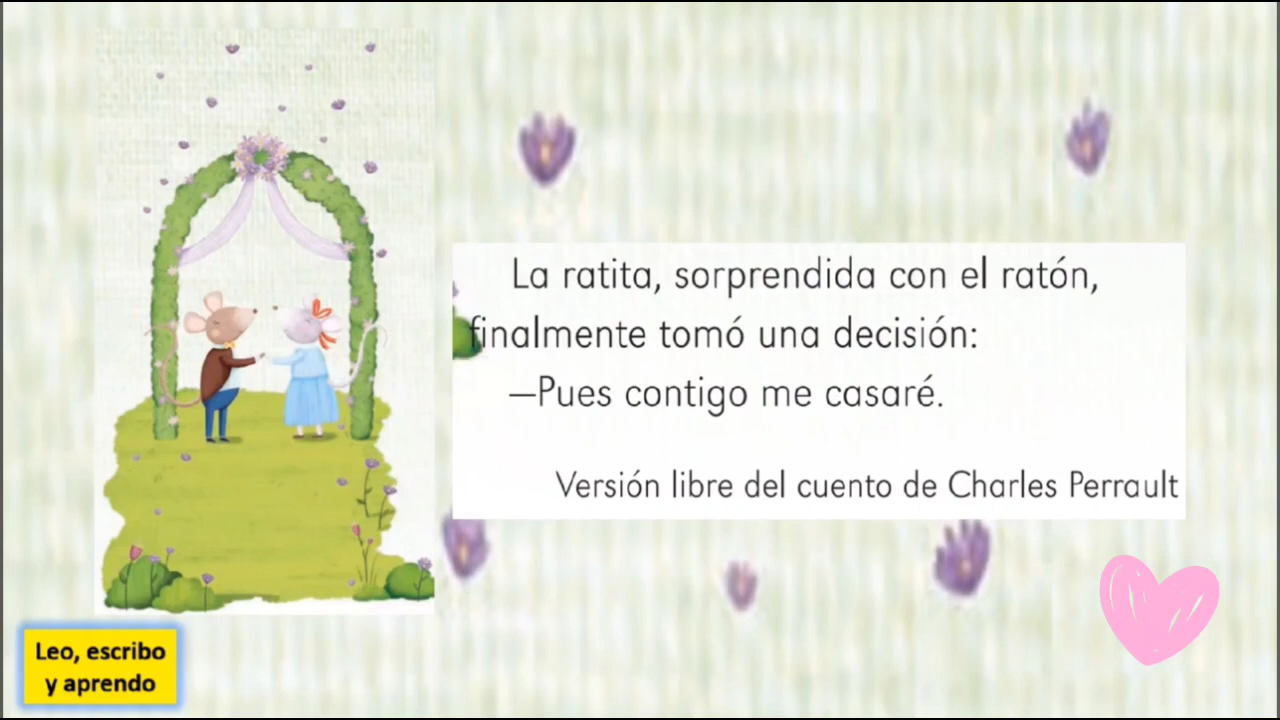 La ratita, sorprendida con el ratón,
finalmente tomó una decisión:
—Pues contigo me casaré.
Versión libre del cuento de Charles Perrault
Leo, escribo
y aprendo